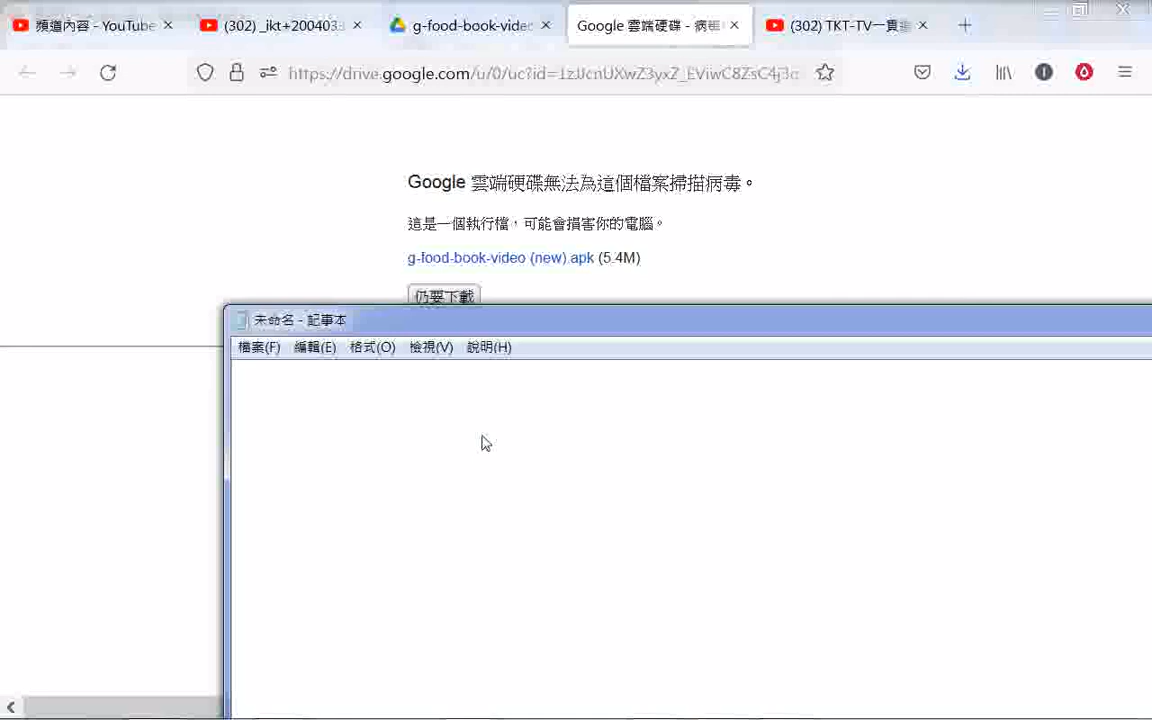 頻道內容 - YouTube
(302) _ikt+200403
g-food-book-video
Google 雲端硬碟 - 病毒
(302) TKT-TV一貫
https://drive.google.com/u/0/uc?id=
Google 雲端硬碟無法為這個檔案掃描病毒。
這是一個執行檔，可能會損害你的電腦。
g-food-book-video (new).apk (5.4M)
仍要下載
未命名 - 記事本
檔案(F) 編輯(E) 格式(O) 檢視(V) 說明(H)